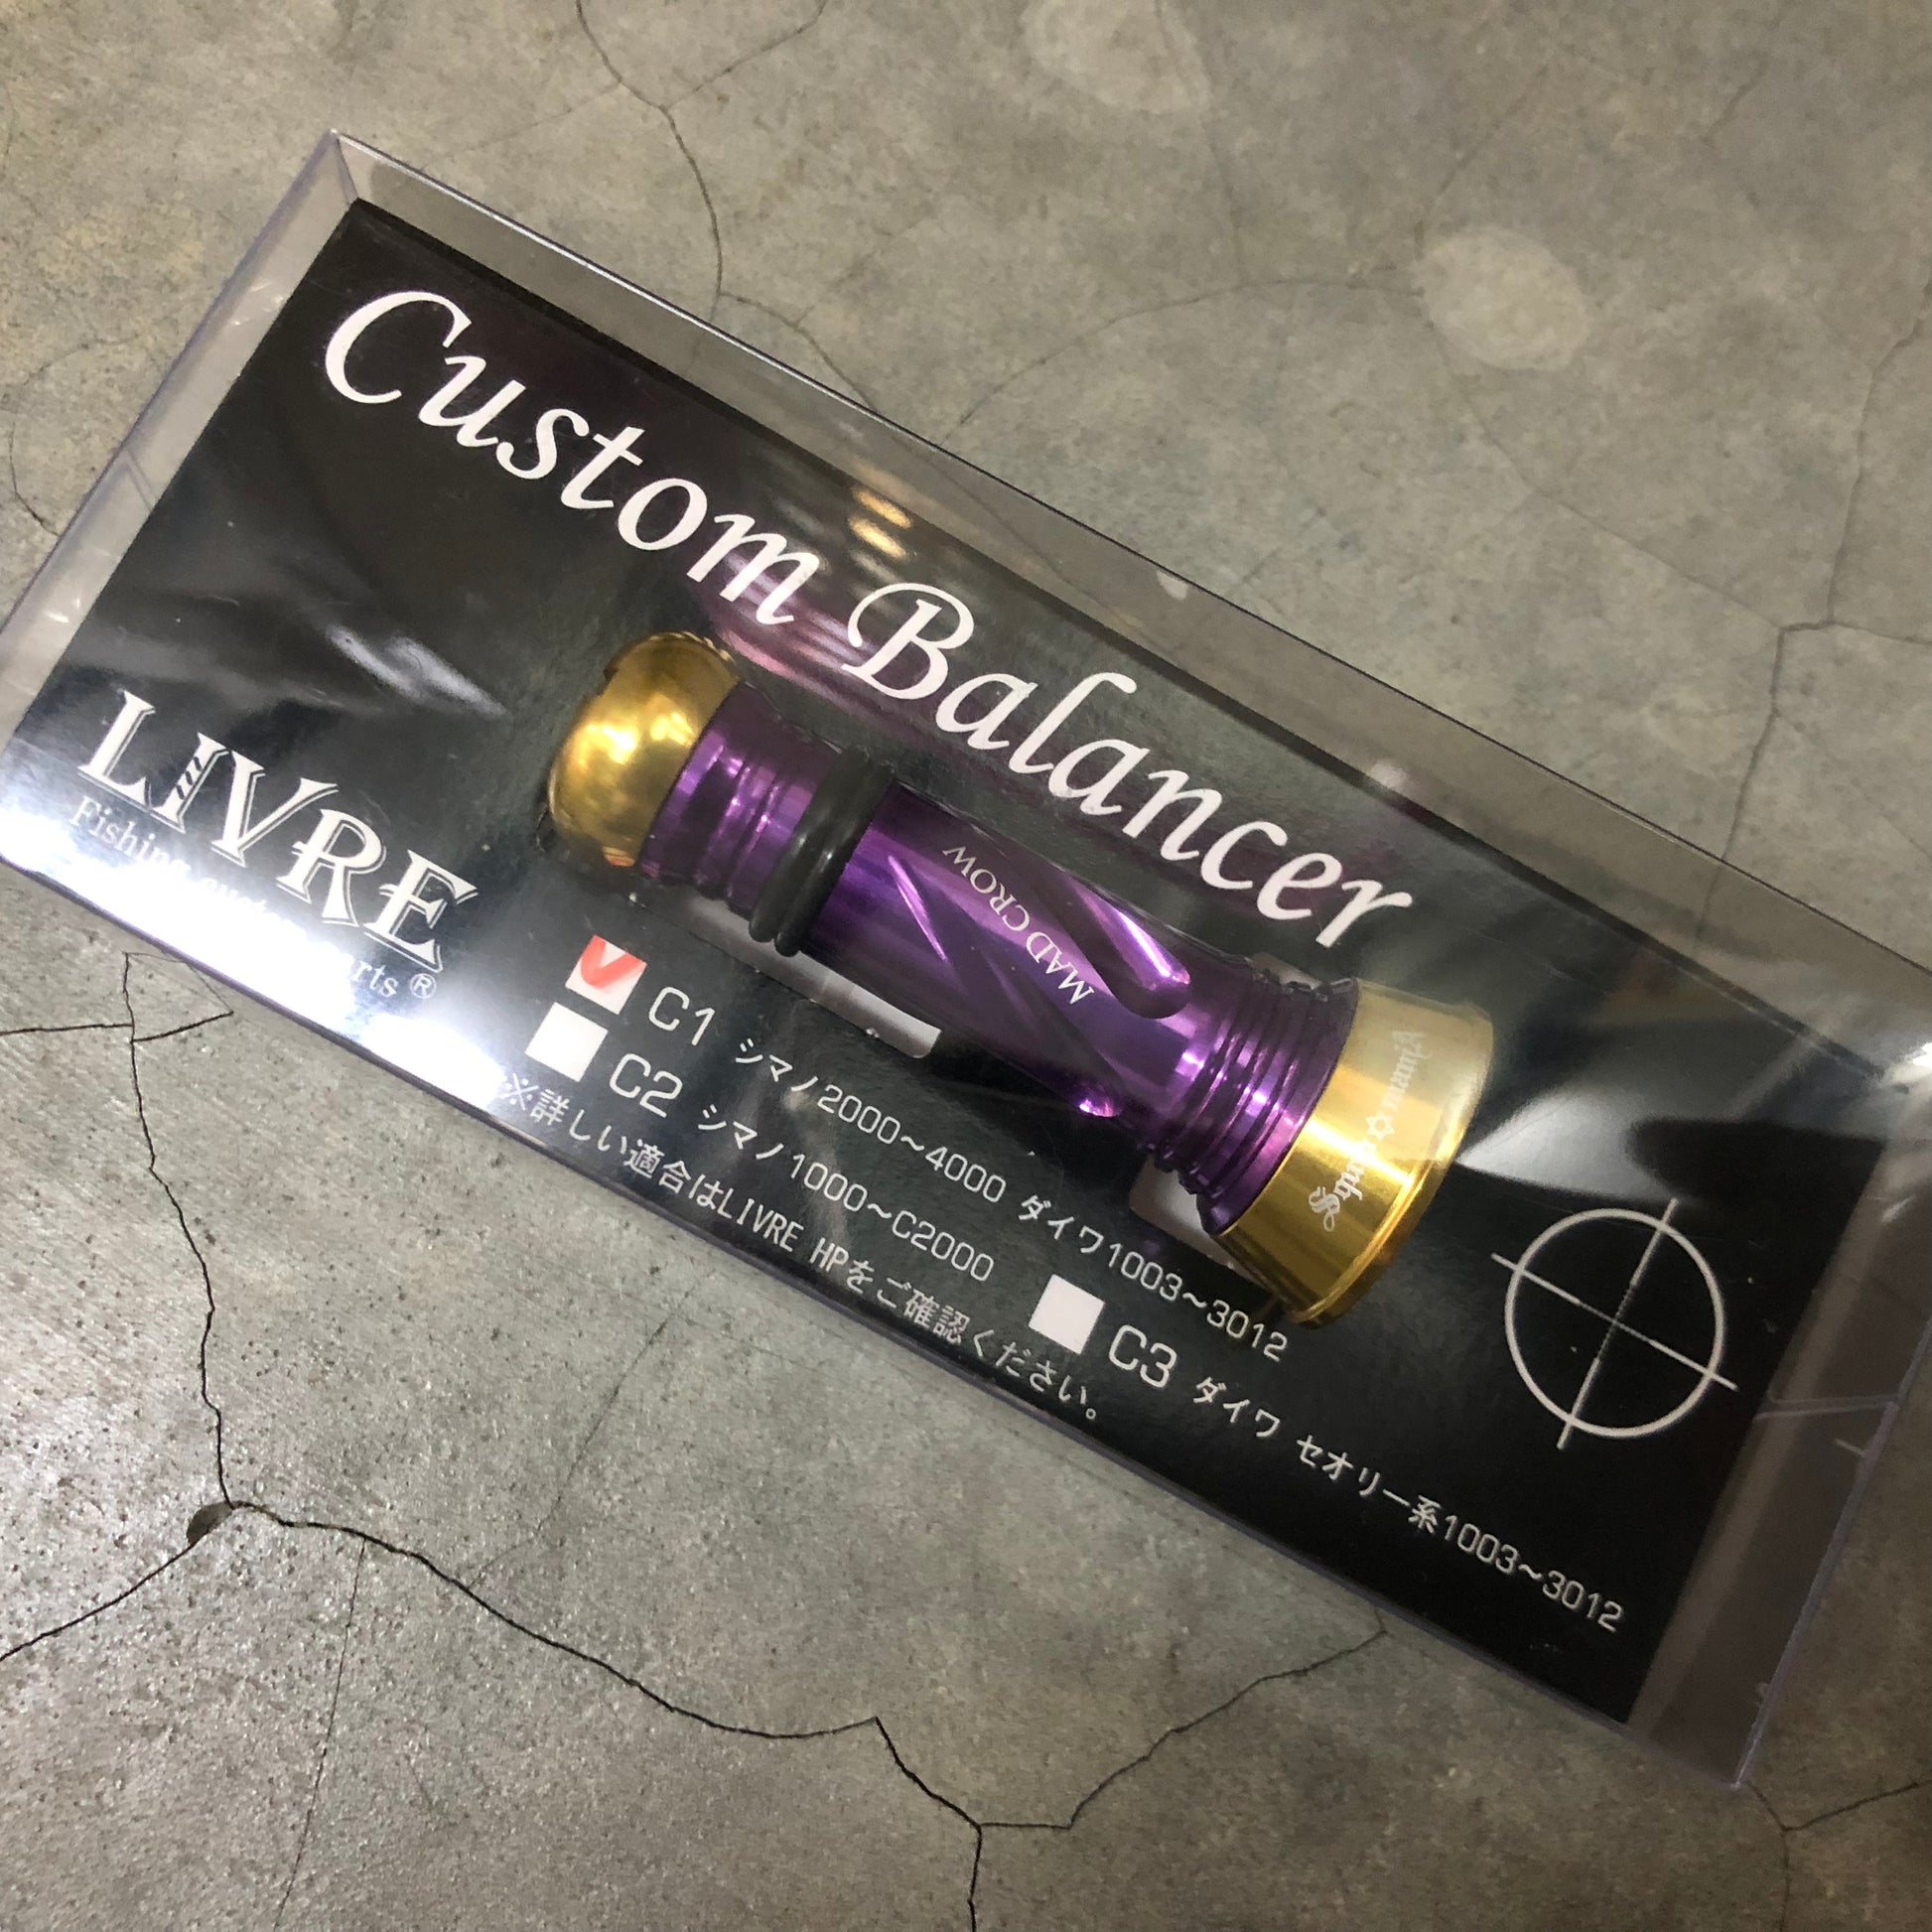 Custom Balancer
LIVRE
Fishing
®
MAD CROW
C1 シマノ2000~4000 ダイワ1003~3012
C2 シマノ1000~C2000
C3 ダイワ セオリー系1003~3012
※詳しい適合はLIVRE HPをご確認ください。